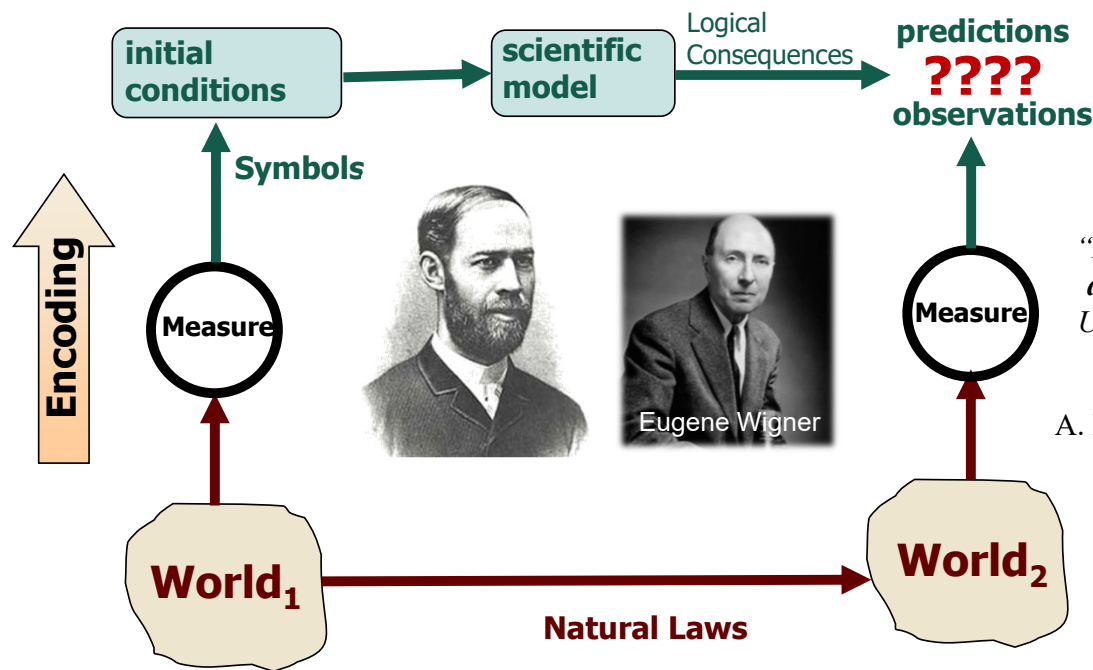 initial
conditions
scientific
model
Logical
Consequences
predictions
????
observations
Symbols
Encoding
Measure
Measure
Eugene Wigner
A.
World1
World2
Natural Laws